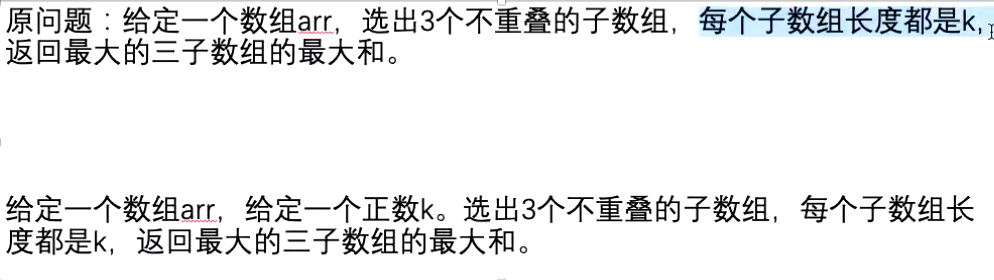 原问题：给定一个数组arr，选出3个不重叠的子数组，每个子数组长度都是k,
返回最大的三子数组的最大和。
给定一个数组arr，给定一个正数k。选出3个不重叠的子数组，每个子数组长
度都是k，返回最大的三子数组的最大和。